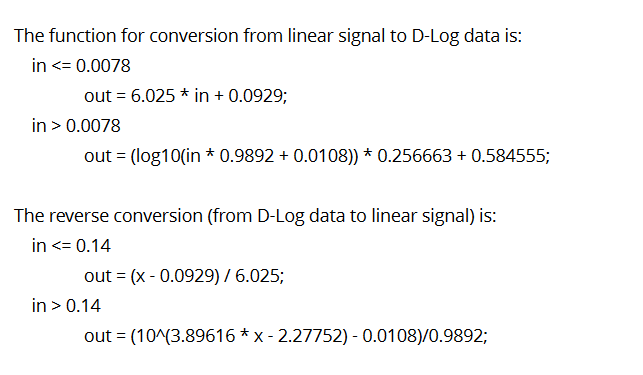 The function for conversion from linear signal to D-Log data is:
in <= 0.0078
out = 6.025 * in + 0.0929;
in > 0.0078
out = (log10(in * 0.9892 + 0.0108)) * 0.256663 + 0.584555;
The reverse conversion (from D-Log data to linear signal) is:
in <= 0.14
out = (x - 0.0929) / 6.025;
in > 0.14
out = (10^(3.89616 * x - 2.27752) - 0.0108)/0.9892;